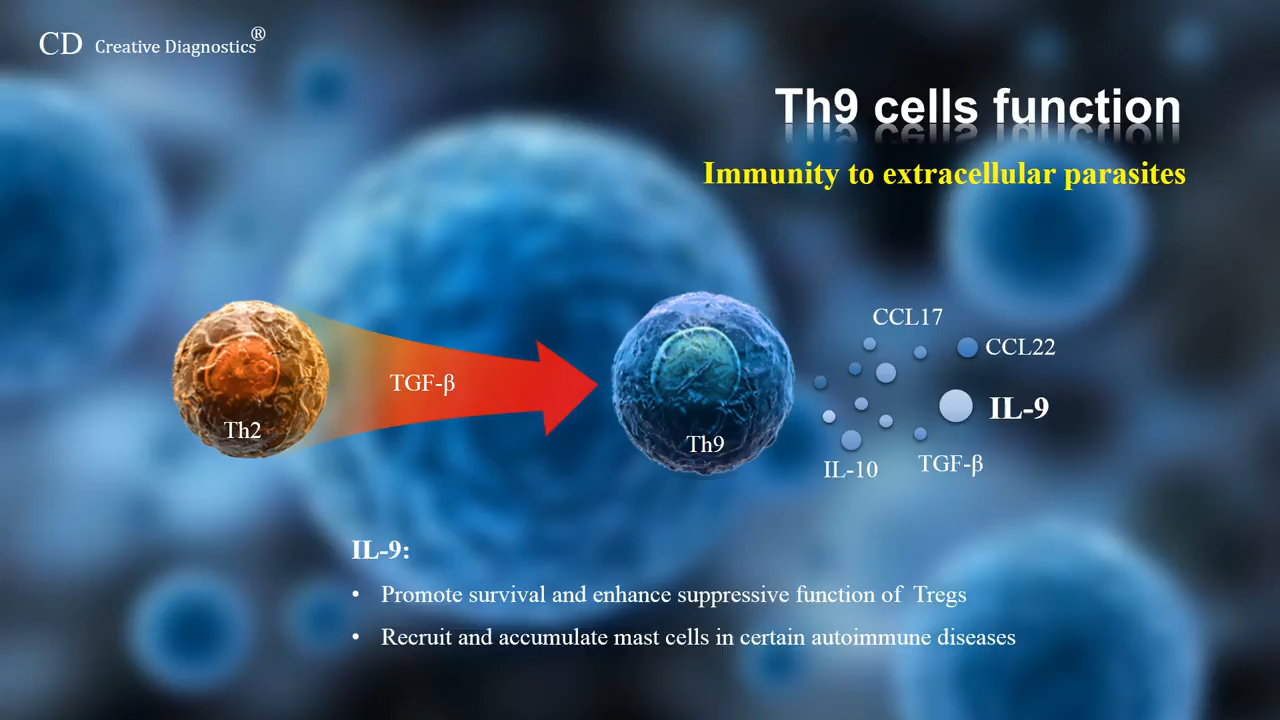 CD Creative Diagnostics®
Th9 cells function
Immunity to extracellular parasites
CCL17
CCL22
TGF-β
IL-9
Th2
Th9
IL-10
TGF-β
IL-9:
• Promote survival and enhance suppressive function of Tregs
• Recruit and accumulate mast cells in certain autoimmune diseases